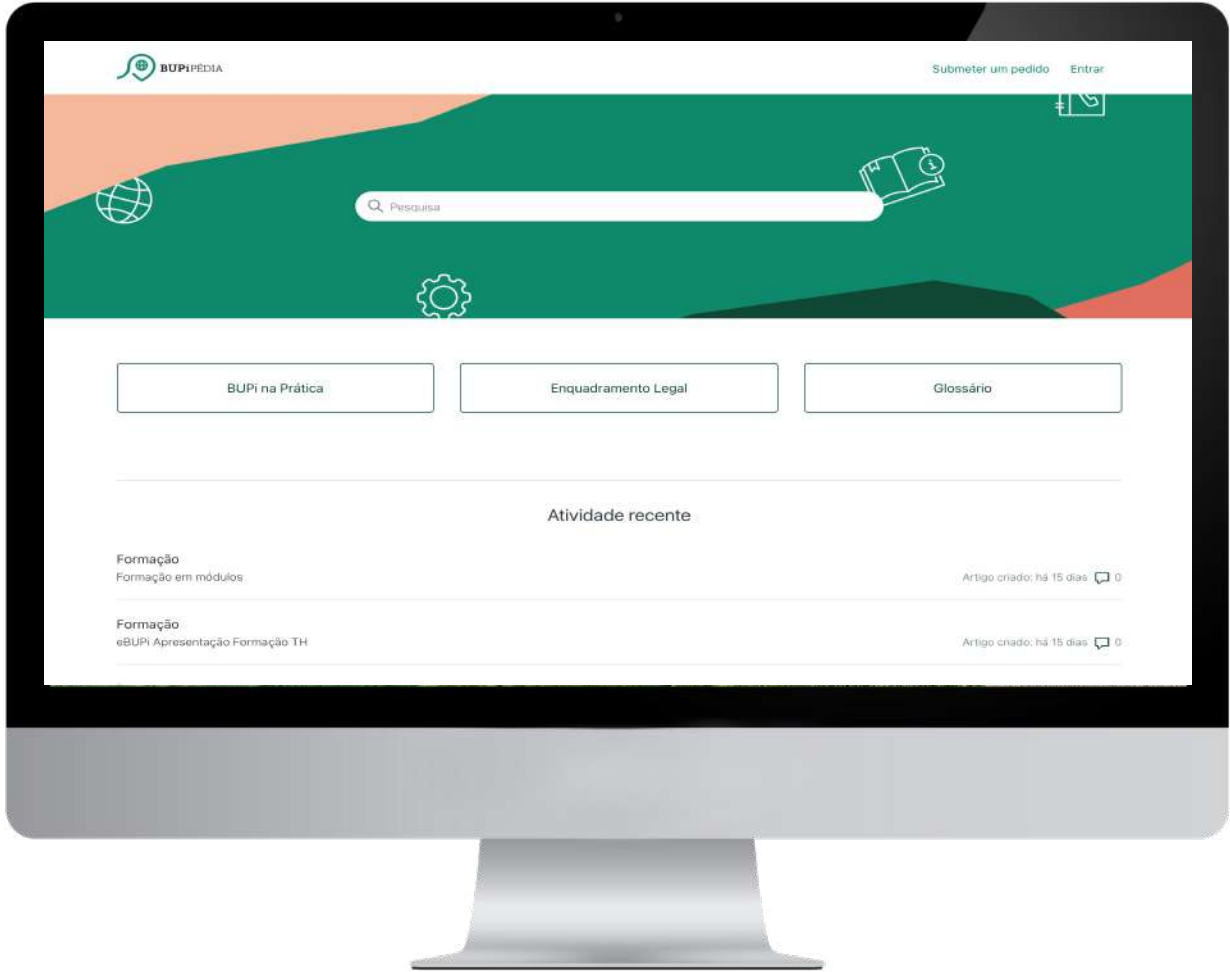 BUPiPÉDIA
Submeter um pedido Entrar
Pesquisa
BUPi na Prática
Enquadramento Legal
Glossário
Atividade recente
Formação
Formação em módulos
Artigo criado: há 15 dias 0
Formação
eBUPi Apresentação Formação TH
Artigo criado: há 15 dias 0